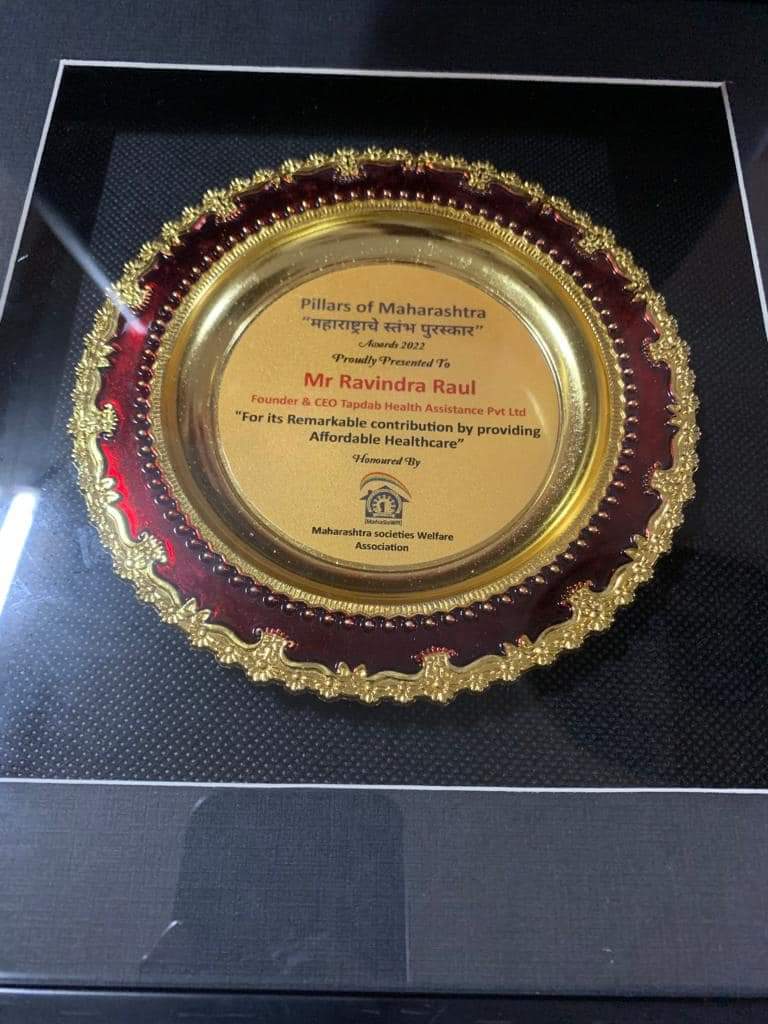 Pillars of Maharashtra
"महाराष्ट्राचे स्तंभ पुरस्कार"
Awards 2022
Proudly Presented To
Mr Ravindra Raul
Founder & CEO Tapdab Health Assistance Pvt Ltd
"For its Remarkable contribution by providing
Affordable Healthcare"
Honoured By
(MahaSeWA)
Maharashtra societies Welfare
Association